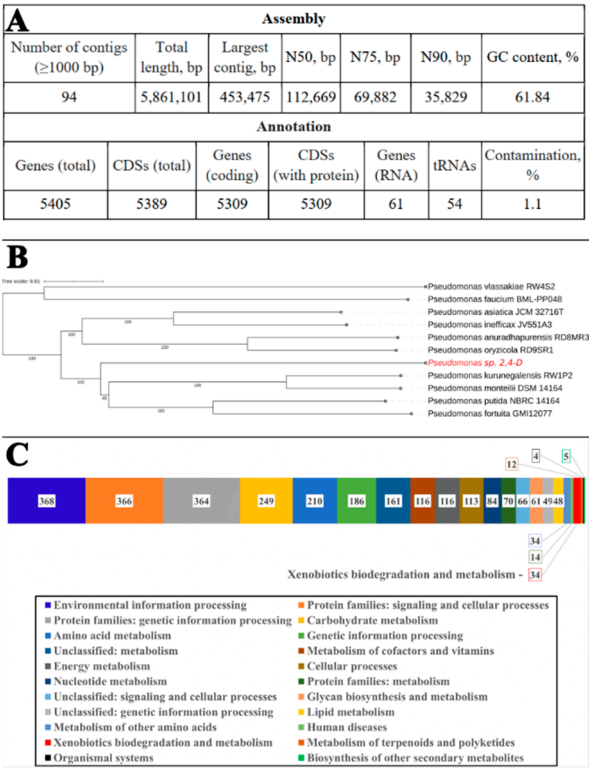 A
Assembly
Number of contigs (≥1000 bp) Total length, bp Largest contig, bp N50, bp N75, bp N90, bp GC content, %
94 5,861,101 453,475 112,669 69,882 35,829 61.84
Annotation
Genes (total) CDSs (total) Genes (coding) CDSs (with protein) Genes (RNA) tRNAs Contamination, %
5405 5389 5309 5309 61 54 1.1
B
Tree scale: 0.01
Pseudomonas vlassakiae RW4S2
Pseudomonas faucium BML-PP048
Pseudomonas asiatica JCM 32716T
100
Pseudomonas inefficax JV551A3
Pseudomonas anuradhapurensis RD8MR3
100
Pseudomonas oryzicola RD9SR1
100
Pseudomonas sp. 2,4-D
Pseudomonas kurunegalensis RW1P2
100
Pseudomonas monteilii DSM 14164
Pseudomonas putida NBRC 14164
100
Pseudomonas fortuita GMI12077
C
4 5
12
368 366 364 249 210 186 161 116 116 113 84 70 66 61 49 48
34
14
Xenobiotics biodegradation and metabolism - 34
Environmental information processing Protein families: signaling and cellular processes
Protein families: genetic information processing Carbohydrate metabolism
Amino acid metabolism Genetic information processing
Unclassified: metabolism Metabolism of cofactors and vitamins
Energy metabolism Cellular processes
Nucleotide metabolism Protein families: metabolism
Unclassified: signaling and cellular processes Glycan biosynthesis and metabolism
Unclassified: genetic information processing Lipid metabolism
Metabolism of other amino acids Human diseases
Xenobiotics biodegradation and metabolism Metabolism of terpenoids and polyketides
Organismal systems Biosynthesis of other secondary metabolites